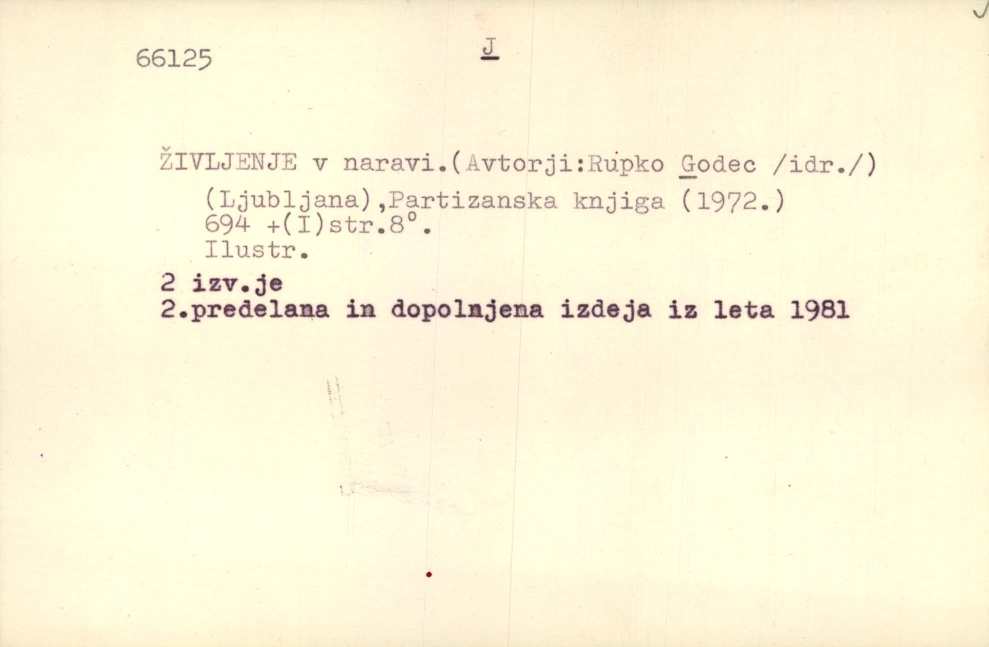 66125
J
ŽIVLJENJE v naravi.(Avtorji:Rupko Godec /idr./)
(Ljubljana),Partizanska knjiga (1972.)
694 +(I)str.8°.
Ilustr.
2 izv.je
2.predelana in dopolnjena izdeja iz leta 1981